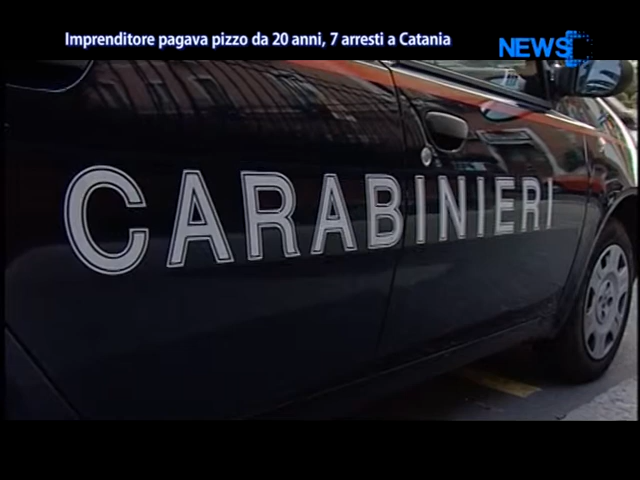 Imprenditore pagava pizzo da 20 anni, 7 arresti a Catania
NEWS
CARABINIERI